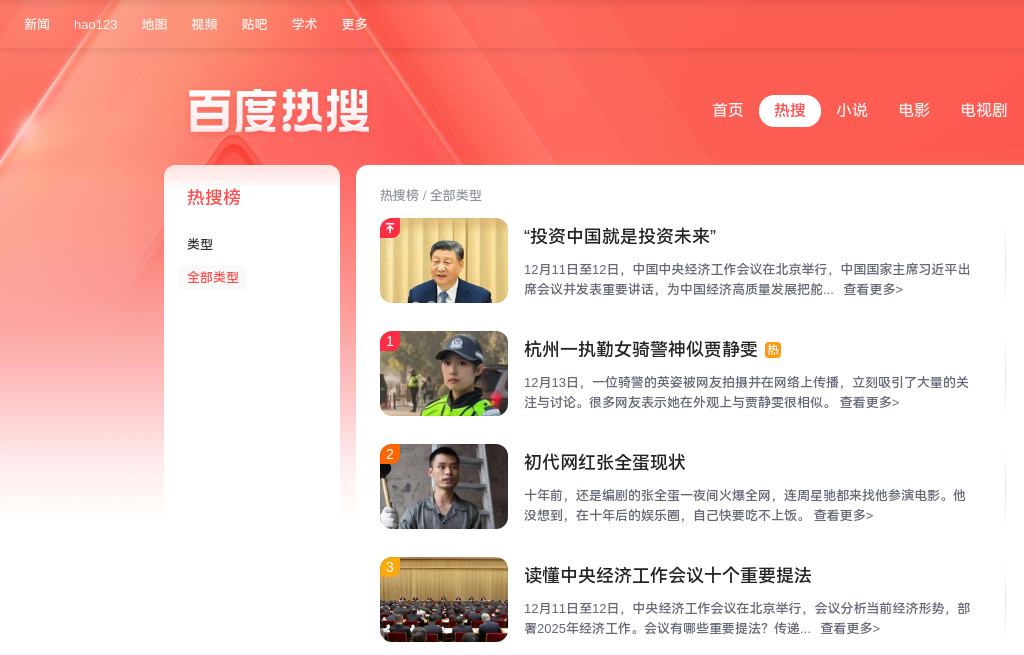 新闻 hao123 地图 视频 贴吧 学术 更多
百度热搜
首页 热搜 小说 电影 电视剧
热搜榜
类型
全部类型
热搜榜 / 全部类型
“投资中国就是投资未来”
12月11日至12日，中国中央经济工作会议在北京举行，中国国家主席习近平出
席会议并发表重要讲话，为中国经济高质量发展把舵... 查看更多>
1
杭州一执勤女骑警神似贾静雯 热
12月13日，一位骑警的英姿被网友拍摄并在网络上传播，立刻吸引了大量的关
注与讨论。很多网友表示她在外观上与贾静雯很相似。 查看更多>
2
初代网红张全蛋现状
十年前，还是编剧的张全蛋一夜间火爆全网，连周星驰都来找他参演电影。他
没想到，在十年后的娱乐圈，自己快要吃不上饭。 查看更多>
3
读懂中央经济工作会议十个重要提法
12月11日至12日，中央经济工作会议在北京举行，会议分析当前经济形势，部
署2025年经济工作。会议有哪些重要提法？传递... 查看更多>